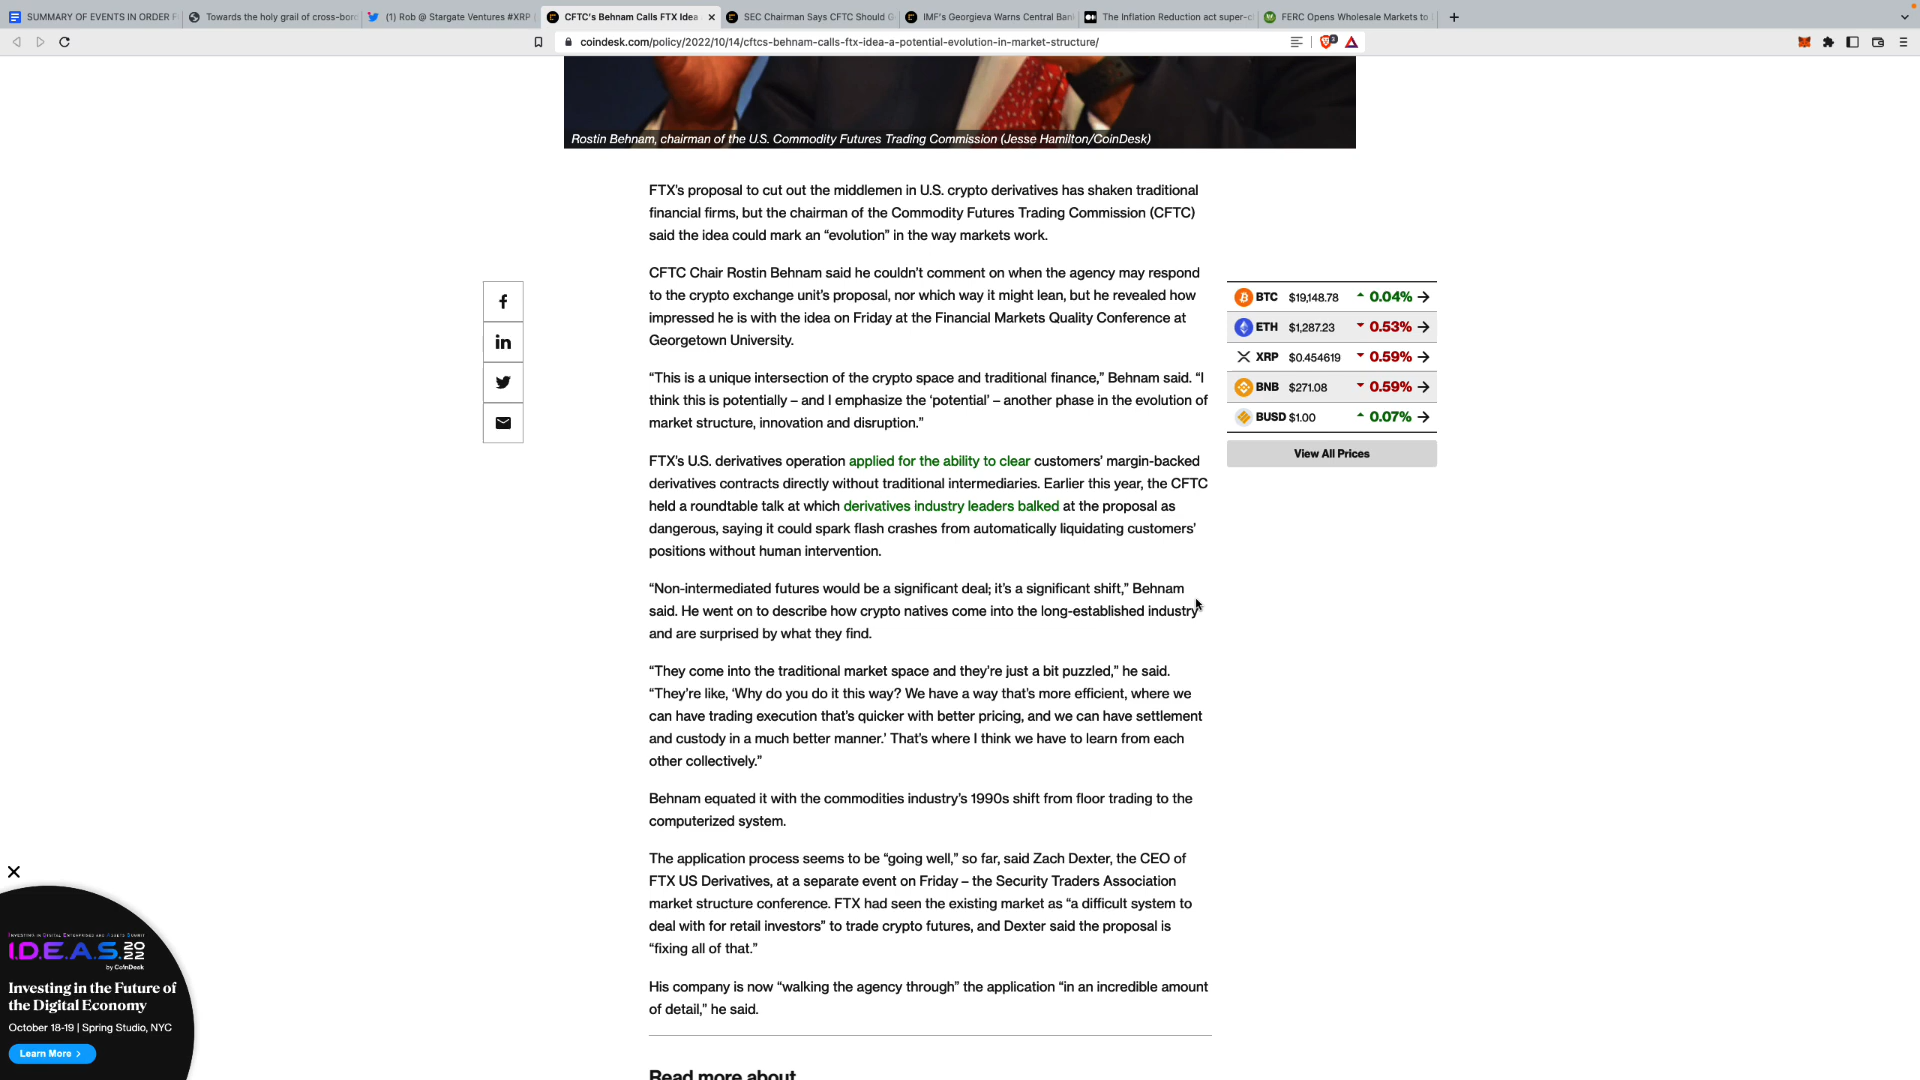 SUMMARY OF EVENTS IN ORDER F
Towards the holy grail of cross-bor
(1) Rob @ Stargate Ventures #XRP
CFTC's Behnam Calls FTX Idea
SEC Chairman Says CFTC Should G
IMF's Georgieva Warns Central Ban
The Inflation Reduction act super-c
FERC Opens Wholesale Markets to
coindesk.com/policy/2022/10/14/cftcs-behnam-calls-ftx-idea-a-potential-evolution-in-market-structure/
Rostin Behnam, chairman of the U.S. Commodity Futures Trading Commission (Jesse Hamilton/CoinDesk)
FTX’s proposal to cut out the middlemen in U.S. crypto derivatives has shaken traditional
financial firms, but the chairman of the Commodity Futures Trading Commission (CFTC)
said the idea could mark an “evolution” in the way markets work.
CFTC Chair Rostin Behnam said he couldn’t comment on when the agency may respond
to the crypto exchange unit’s proposal, nor which way it might lean, but he revealed how
impressed he is with the idea on Friday at the Financial Markets Quality Conference at
Georgetown University.
“This is a unique intersection of the crypto space and traditional finance,” Behnam said. “I
think this is potentially – and I emphasize the ‘potential’ – another phase in the evolution of
market structure, innovation and disruption.”
FTX’s U.S. derivatives operation applied for the ability to clear customers’ margin-backed
derivatives contracts directly without traditional intermediaries. Earlier this year, the CFTC
held a roundtable talk at which derivatives industry leaders balked at the proposal as
dangerous, saying it could spark flash crashes from automatically liquidating customers’
positions without human intervention.
“Non-intermediated futures would be a significant deal; it’s a significant shift,” Behnam
said. He went on to describe how crypto natives come into the long-established industry
and are surprised by what they find.
“They come into the traditional market space and they’re just a bit puzzled,” he said.
“They’re like, ‘Why do you do it this way? We have a way that’s more efficient, where we
can have trading execution that’s quicker with better pricing, and we can have settlement
and custody in a much better manner.’ That’s where I think we have to learn from each
other collectively.”
Behnam equated it with the commodities industry’s 1990s shift from floor trading to the
computerized system.
The application process seems to be “going well,” so far, said Zach Dexter, the CEO of
FTX US Derivatives, at a separate event on Friday – the Security Traders Association
market structure conference. FTX had seen the existing market as “a difficult system to
deal with for retail investors” to trade crypto futures, and Dexter said the proposal is
“fixing all of that.”
His company is now “walking the agency through” the application “in an incredible amount
of detail,” he said.
Read more about
BTC $19,148.78 0.04%
ETH $1,287.23 0.53%
XRP $0.454619 0.59%
BNB $271.08 0.59%
BUSD $1.00 0.07%
View All Prices
Investing in Digital Enterprises and Assets Summit
I.D.E.A.S. 2022
by CoinDesk
Investing in the Future of
the Digital Economy
October 18-19 | Spring Studio, NYC
Learn More